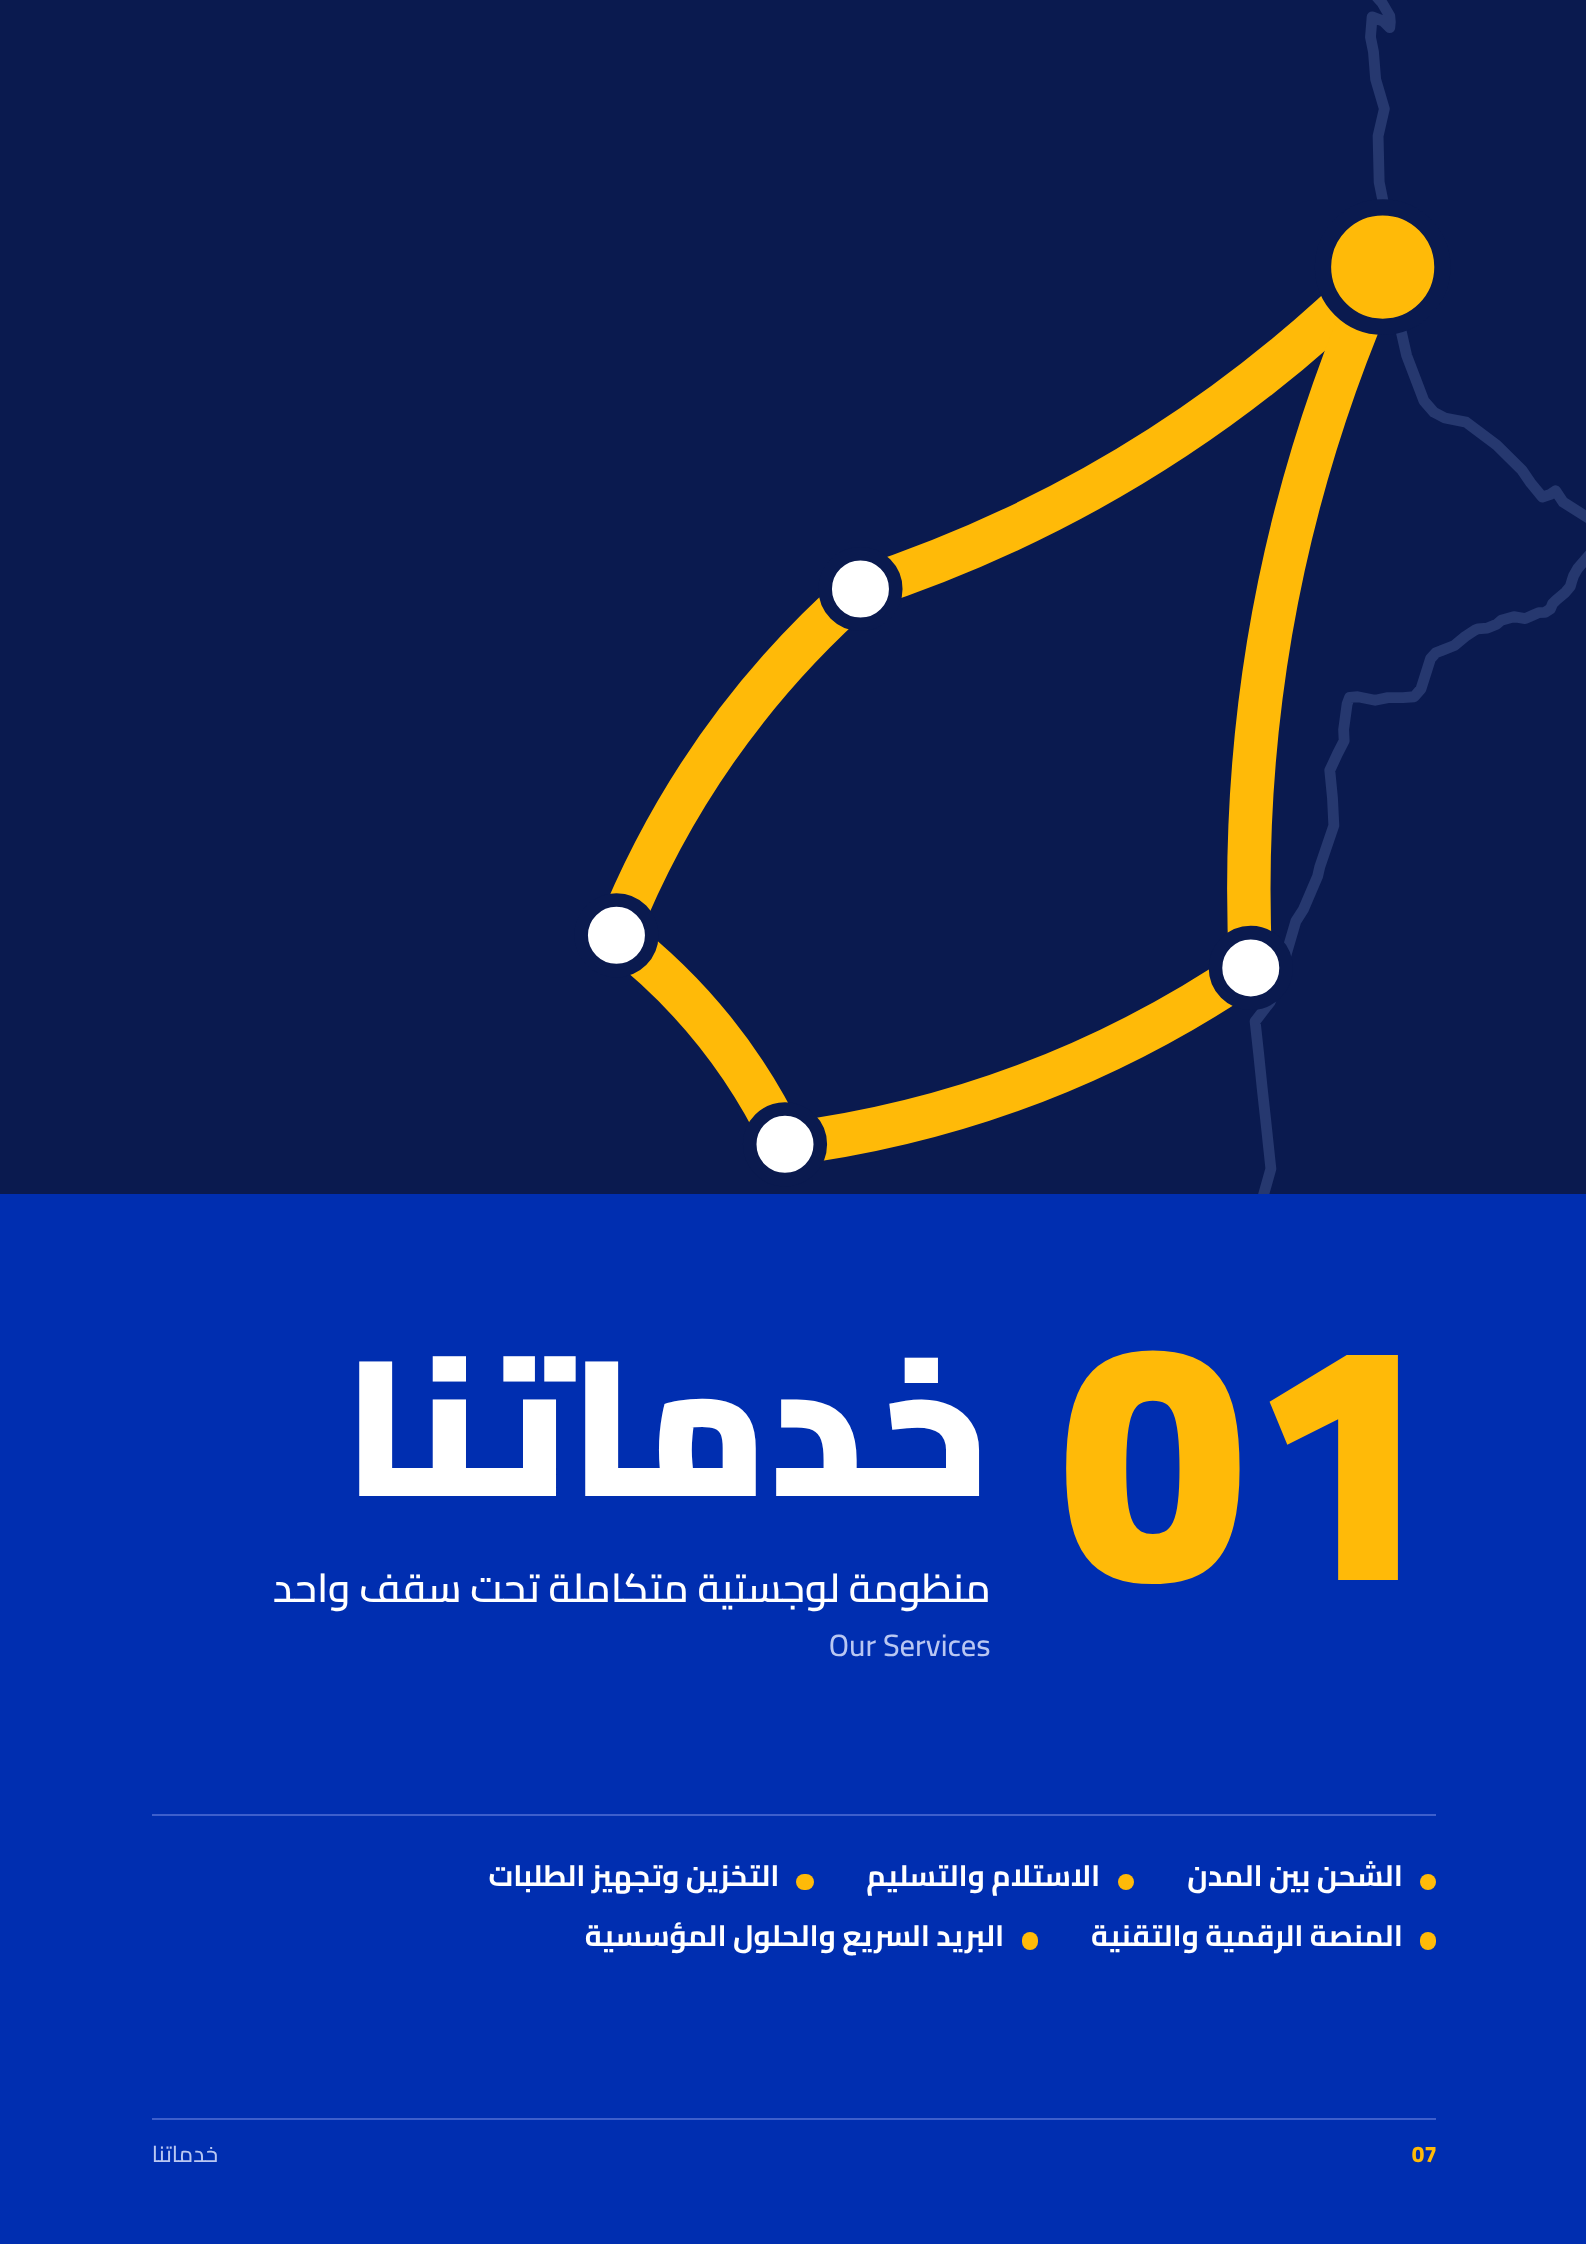 01 خدماتنا
منظومة لوجستية متكاملة تحت سقف واحد
Our Services
الشحن بين المدن الاستلام والتسليم التخزين وتجهيز الطلبات
المنصة الرقمية والتقنية البريد السريع والحلول المؤسسية
07 خدماتنا